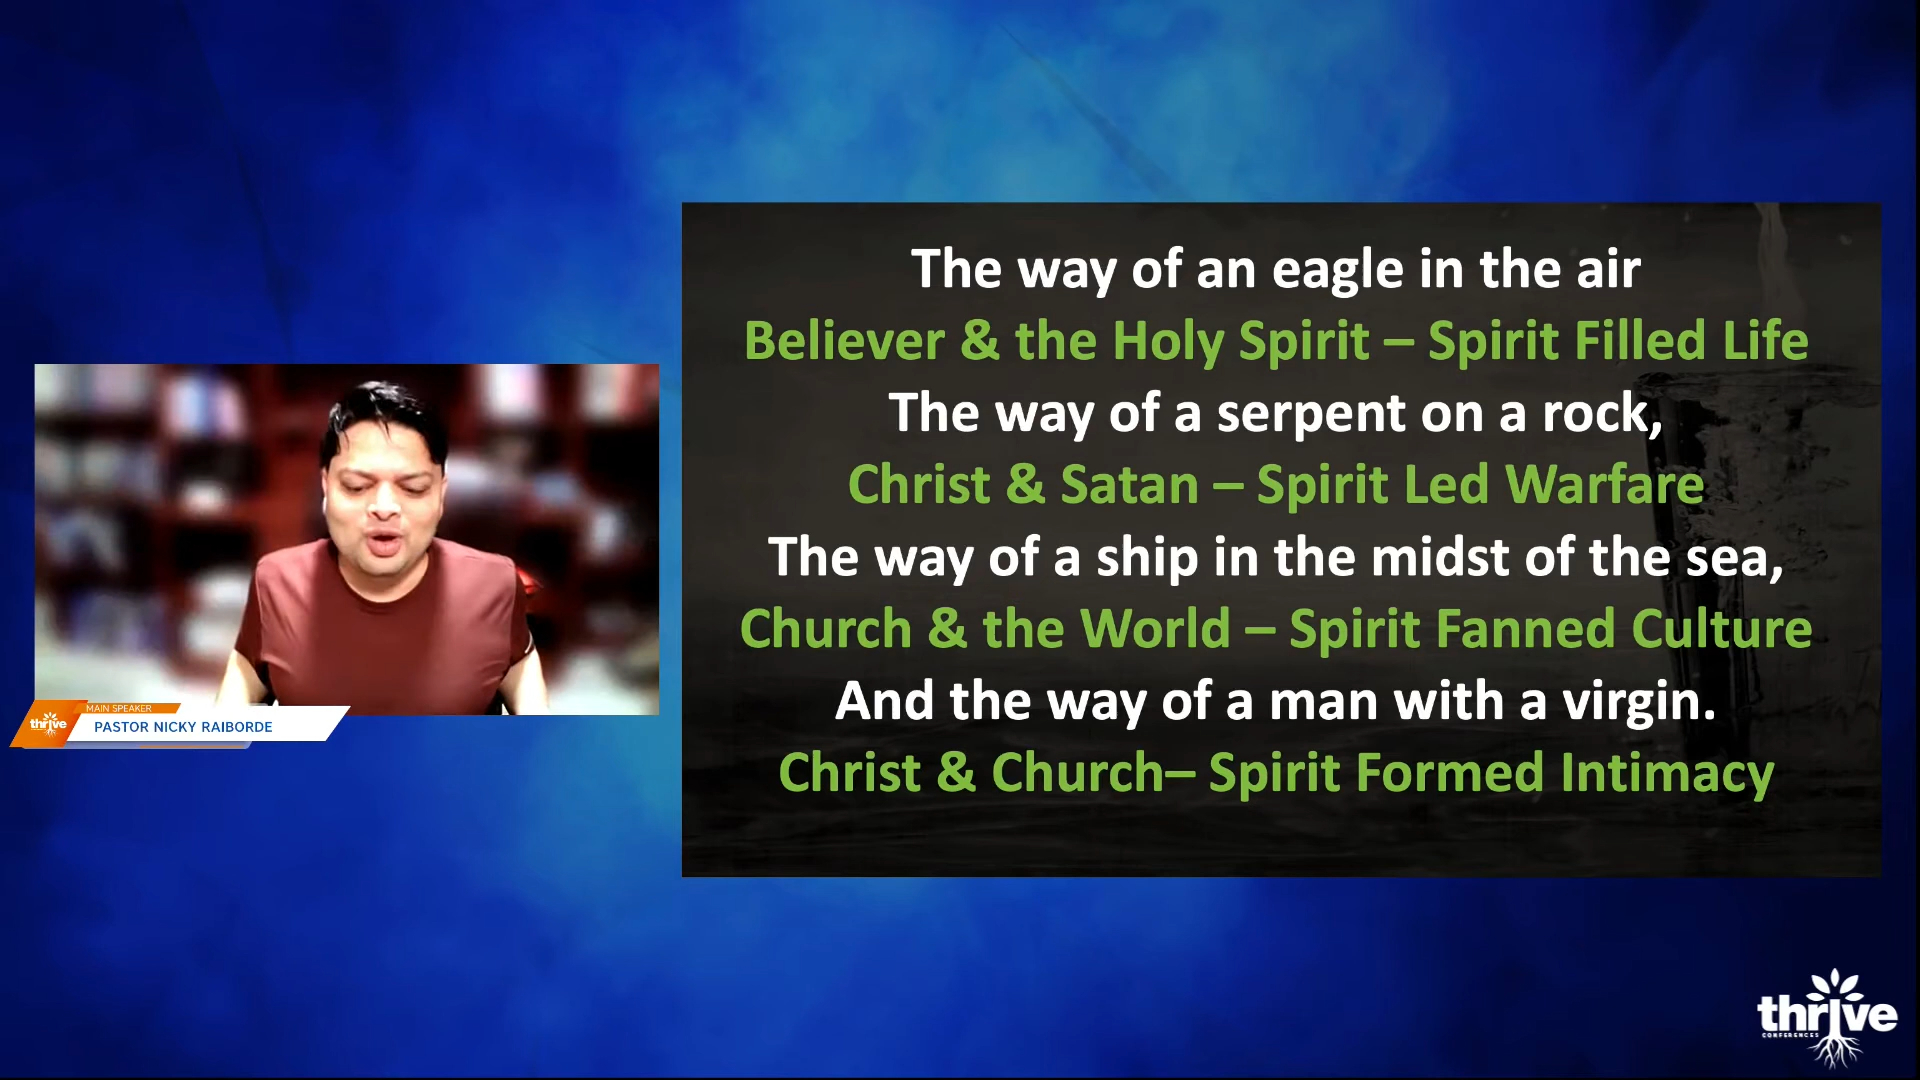 The way of an eagle in the air
Believer & the Holy Spirit – Spirit Filled Life
The way of a serpent on a rock,
Christ & Satan – Spirit Led Warfare
The way of a ship in the midst of the sea,
Church & the World – Spirit Fanned Culture
And the way of a man with a virgin.
Christ & Church– Spirit Formed Intimacy
MAIN SPEAKER
thrive
PASTOR NICKY RAIBORDE
thrive
CONFERENCES